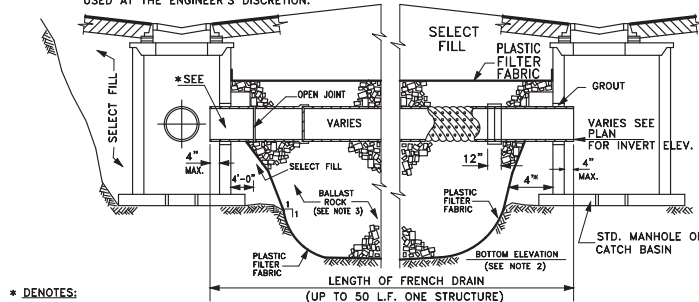 USED AT THE ENGINEER'S DISCRETION.
SELECT
FILL
PLASTIC
FILTER
FABRIC
SELECT FILL
*SEE
OPEN JOINT
GROUT
VARIES
VARIES SEE
PLAN
FOR INVERT ELEV.
4"
MAX.
4'-0"
SELECT FILL
12"
4'*
4"
MAX.
BALLAST
ROCK
(SEE NOTE 3)
1
1
PLASTIC
FILTER
FABRIC
PLASTIC
FILTER
FABRIC
BOTTOM ELEVATION
(SEE NOTE 2)
STD. MANHOLE OR
CATCH BASIN
LENGTH OF FRENCH DRAIN
(UP TO 50 L.F. ONE STRUCTURE)
* DENOTES: